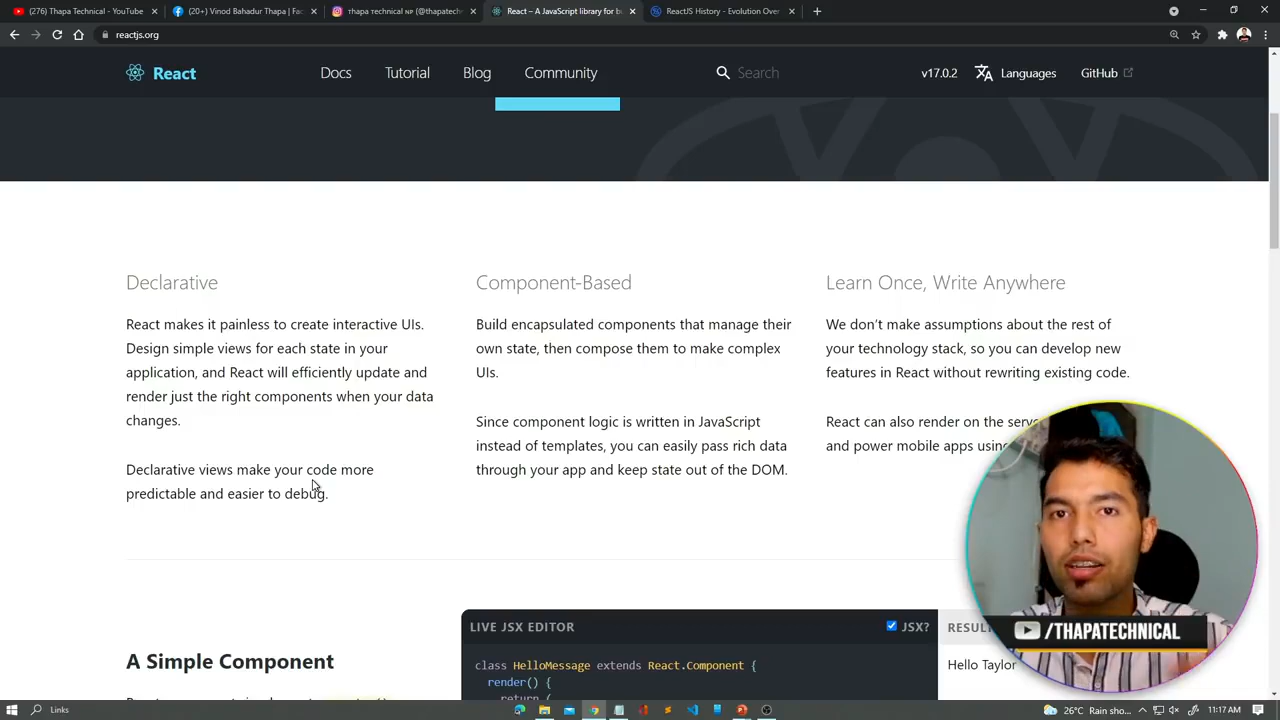 (276) Thapa Technical - YouTube
(20+) Vinod Bahadur Thapa | Fac
thapa technical np (@thapatec
React – A JavaScript library for bu
ReactJS History - Evolution Over
reactjs.org
React
Docs
Tutorial
Blog
Community
Search
v17.0.2
Languages
GitHub
Declarative
React makes it painless to create interactive UIs.
Design simple views for each state in your
application, and React will efficiently update and
render just the right components when your data
changes.
Declarative views make your code more
predictable and easier to debug.
Component-Based
Build encapsulated components that manage their
own state, then compose them to make complex
UIs.
Since component logic is written in JavaScript
instead of templates, you can easily pass rich data
through your app and keep state out of the DOM.
Learn Once, Write Anywhere
We don’t make assumptions about the rest of
your technology stack, so you can develop new
features in React without rewriting existing code.
React can also render on the serve
and power mobile apps using
A Simple Component
LIVE JSX EDITOR
JSX?
class HelloMessage extends React.Component {
render() {
return (
RESUL
Hello Taylor
/THAPATECHNICAL
Links
26°C Rain sho...
11:17 AM